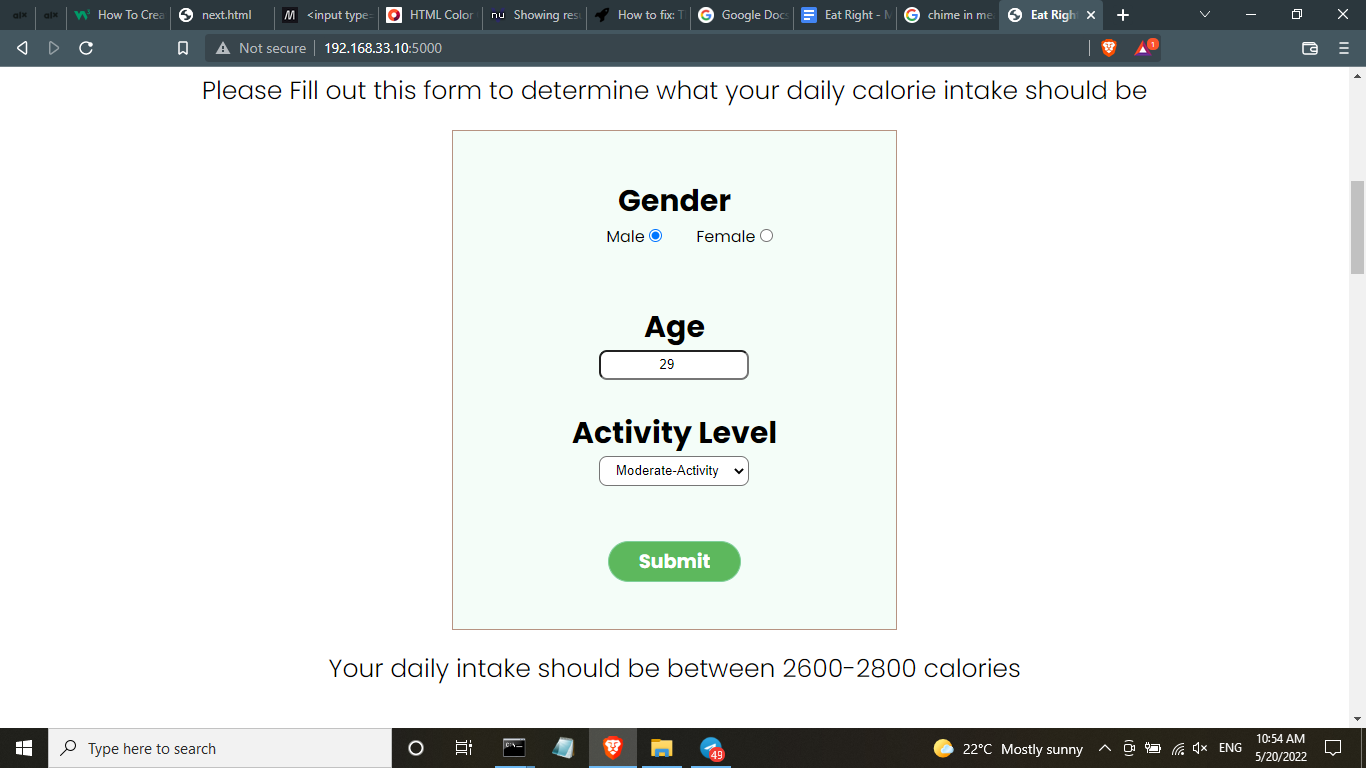 How To Crea
next.html
<input type=
HTML Color
Showing res
How to fix: T
Google Docs
Eat Right - M
chime in me
Eat Righ
Not secure
192.168.33.10:5000
1
Please Fill out this form to determine what your daily calorie intake should be
Gender
Male Female
Age
29
Activity Level
Moderate-Activity
Submit
Your daily intake should be between 2600-2800 calories
Type here to search
49
22°C Mostly sunny
ENG
10:54 AM
5/20/2022